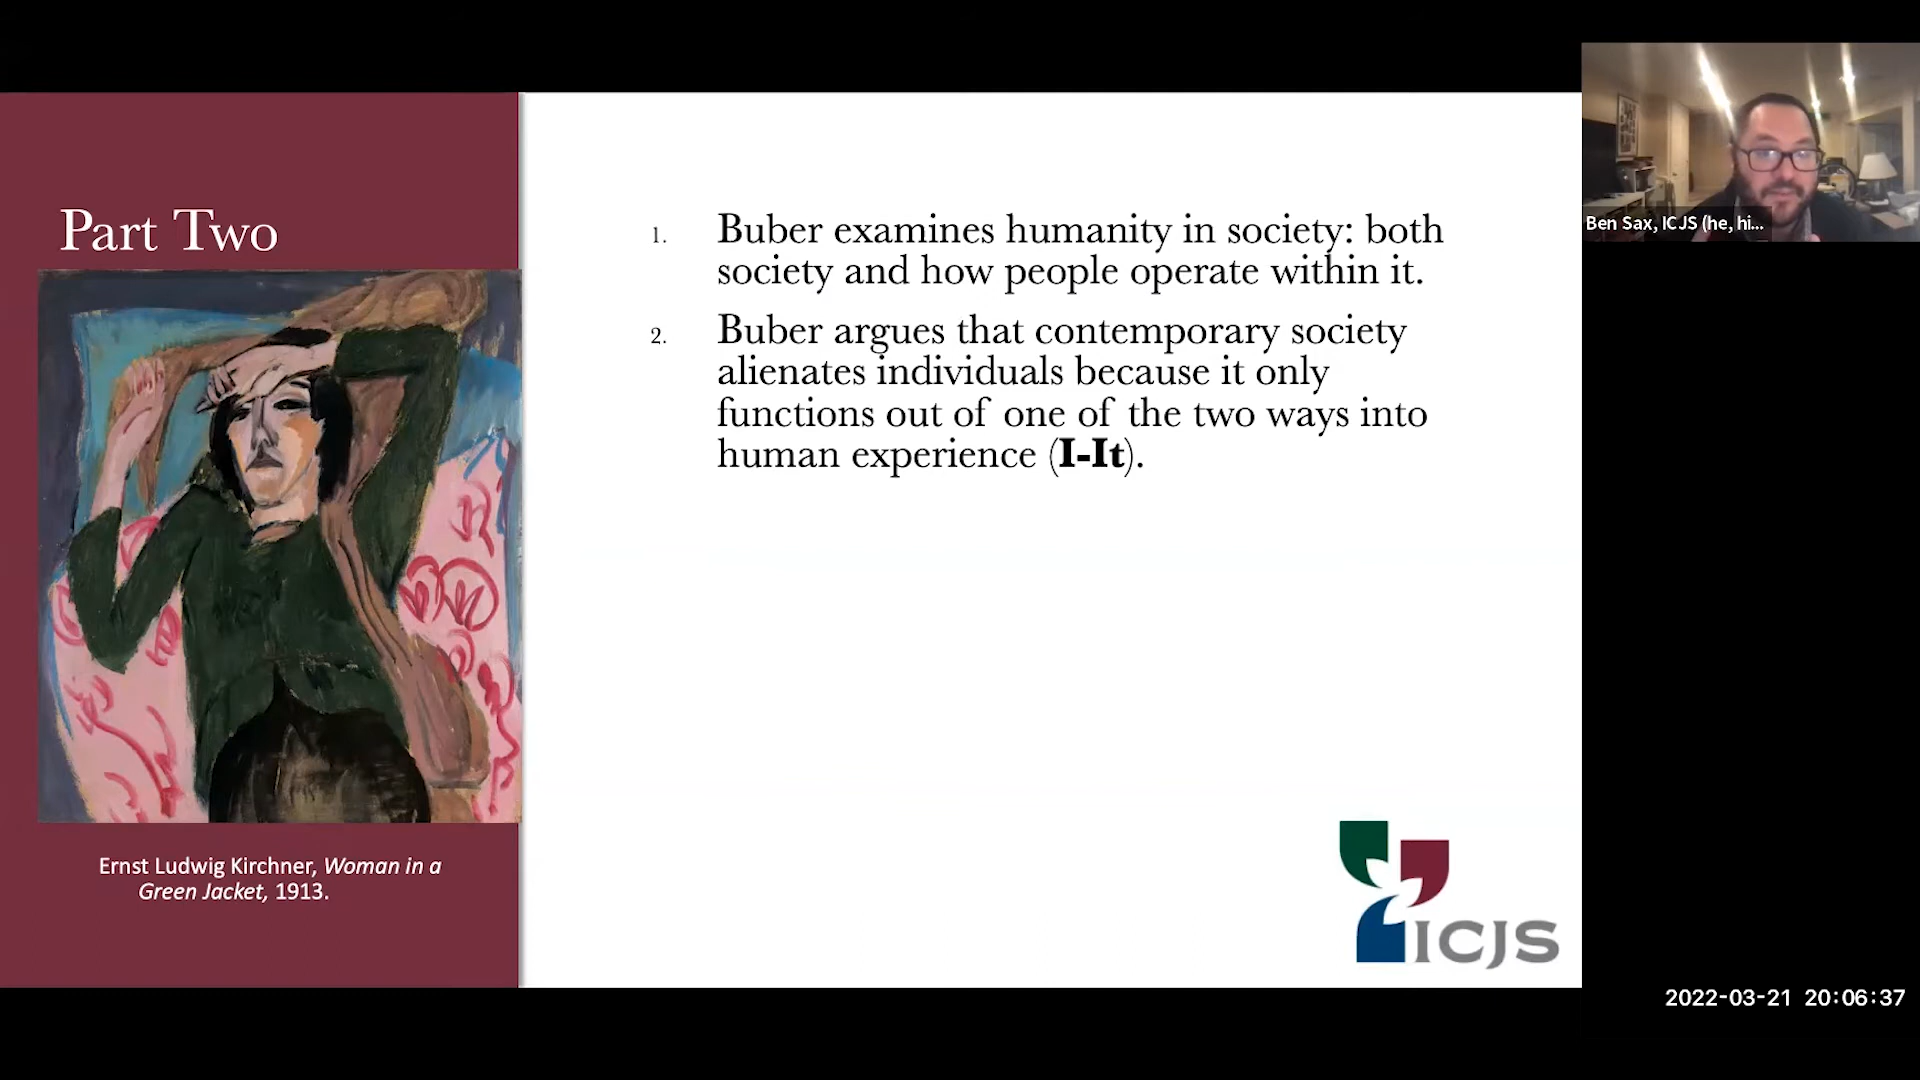 Part Two
Ernst Ludwig Kirchner, Woman in a
Green Jacket, 1913.
1. Buber examines humanity in society: both
society and how people operate within it.
2. Buber argues that contemporary society
alienates individuals because it only
functions out of one of the two ways into
human experience (I-It).
ICJS
Ben Sax, ICJS (he, hi...
2022-03-21 20:06:37